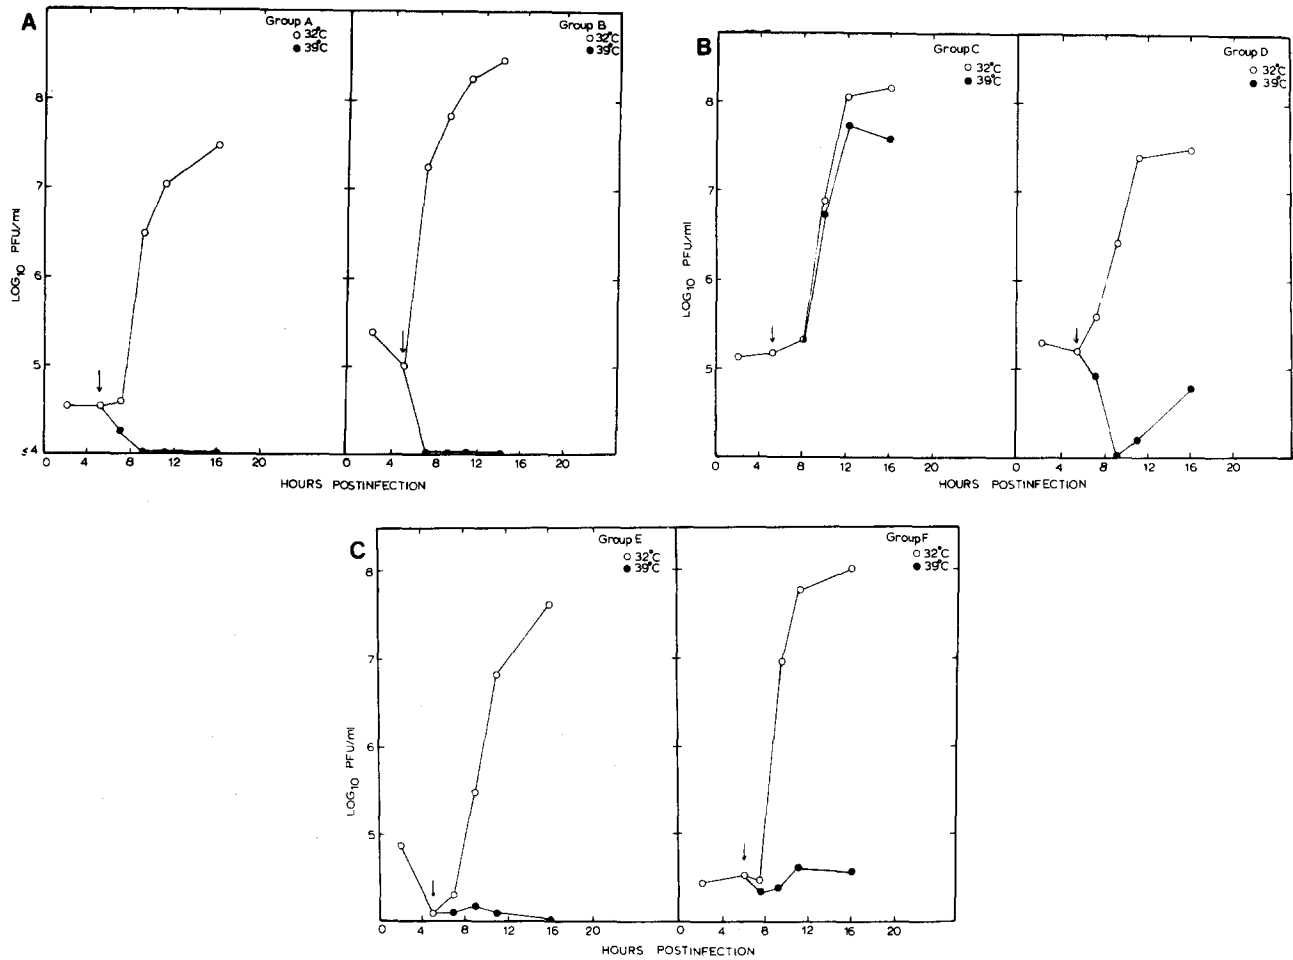 A
Group A
○ 32°C
● 39°C
Group B
○ 32°C
● 39°C
LOG10 PFU/ml
8
7
6
5
≤4
0 4 8 12 16 20
0 4 8 12 16 20
HOURS POSTINFECTION
B
Group C
○ 32°C
● 39°C
Group D
○ 32°C
● 39°C
LOG10 PFU/ml
8
7
6
5
0 4 8 12 16 20
0 4 8 12 16 20
HOURS POSTINFECTION
C
Group E
○ 32°C
● 39°C
Group F
○ 32°C
● 39°C
LOG10 PFU/ml
8
7
6
5
0 4 8 12 16 20
0 4 8 12 16 20
HOURS POSTINFECTION